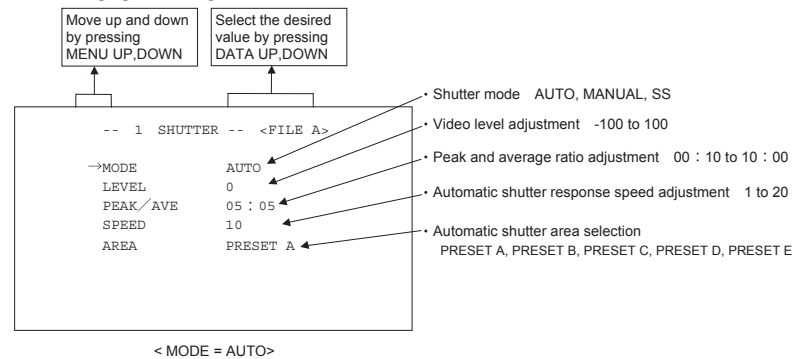 Move up and down
by pressing
MENU UP,DOWN
Select the desired
value by pressing
DATA UP,DOWN
-- 1 SHUTTER -- <FILE A>
→MODE AUTO
LEVEL 0
PEAK/AVE 05:05
SPEED 10
AREA PRESET A
・Shutter mode AUTO, MANUAL, SS
・Video level adjustment -100 to 100
・Peak and average ratio adjustment 00:10 to 10:00
・Automatic shutter response speed adjustment 1 to 20
・Automatic shutter area selection
PRESET A, PRESET B, PRESET C, PRESET D, PRESET E
< MODE = AUTO>